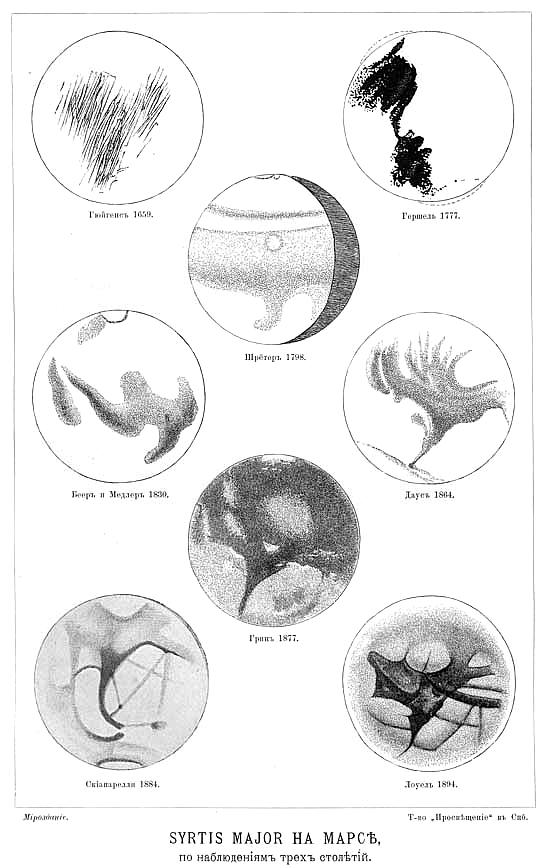 Гюйгенсъ 1659.
Гершель 1777.
Шрётеръ 1798.
Бееръ и Медлеръ 1830.
Даусъ 1864.
Гринъ 1877.
Скіапарелли 1884.
Лоуель 1894.
Мірозданіе.
Т-во „Просвѣщеніе“ въ Спб.
SYRTIS MAJOR НА МАРСѢ,
по наблюденіямъ трехъ столѣтій.